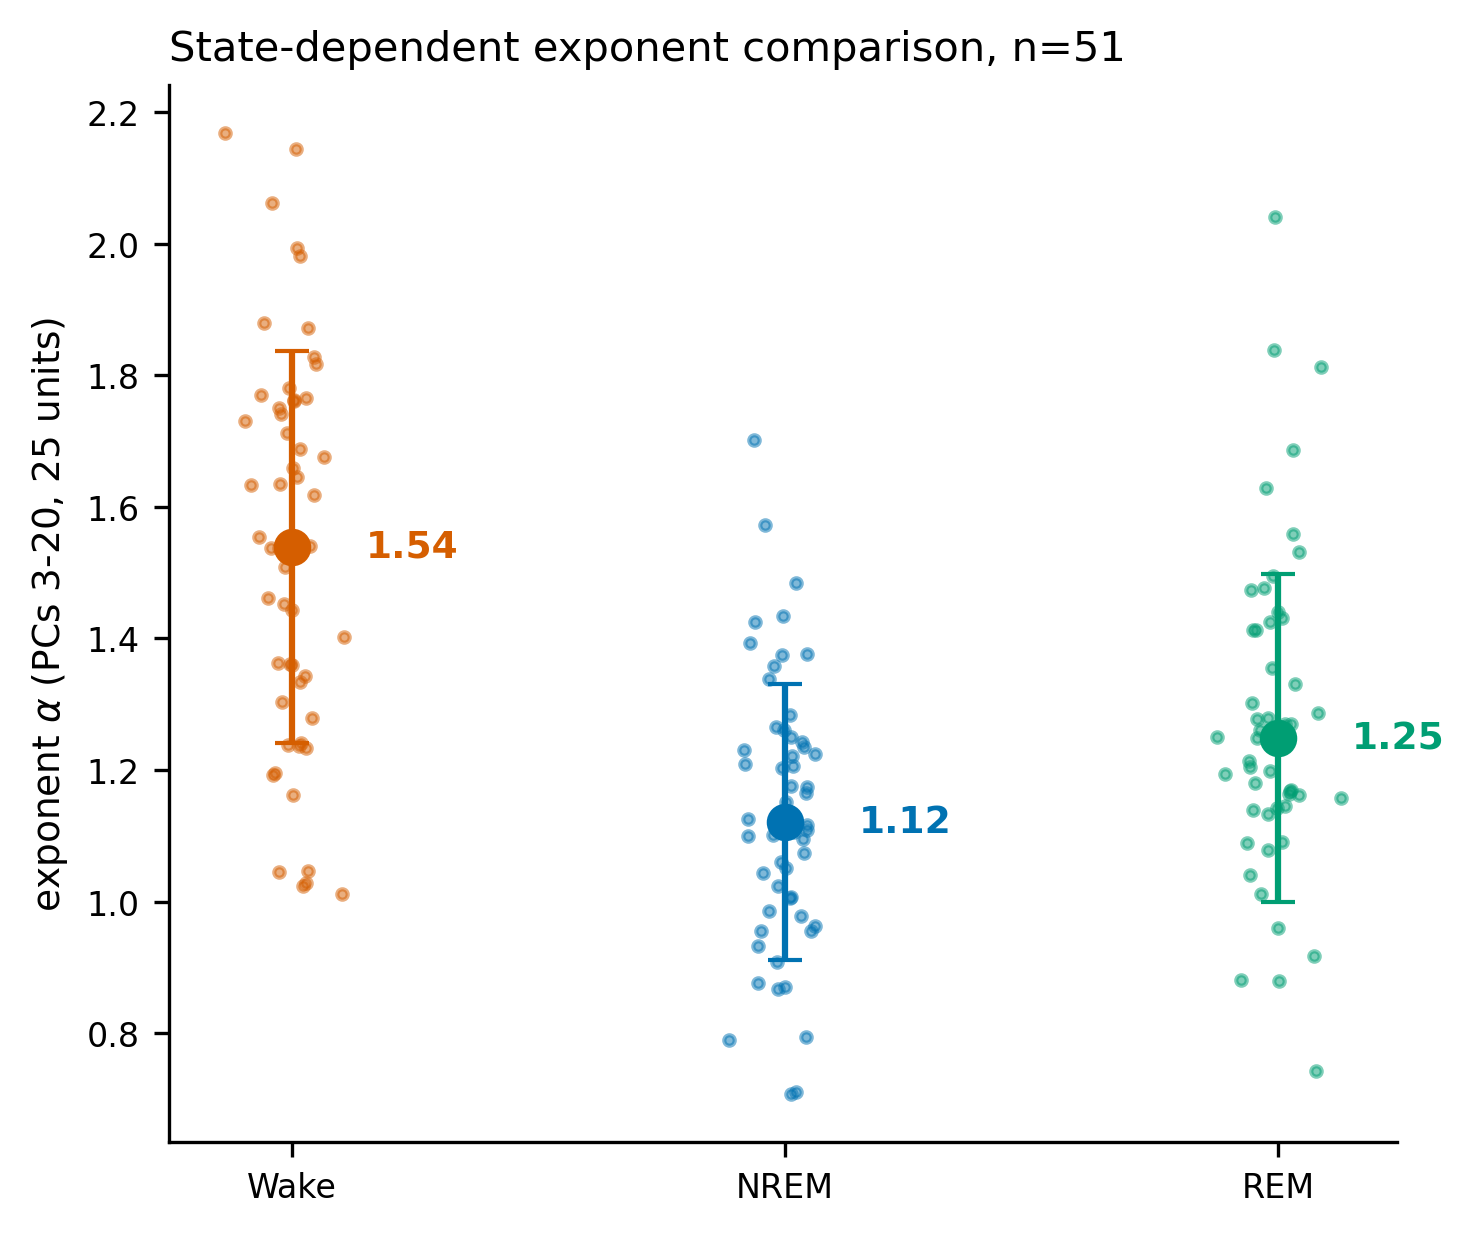 State-dependent exponent comparison, n=51
exponent α (PCs 3-20, 25 units)
2.2
2.0
1.8
1.6
1.4
1.2
1.0
0.8
1.54
1.12
1.25
Wake
NREM
REM